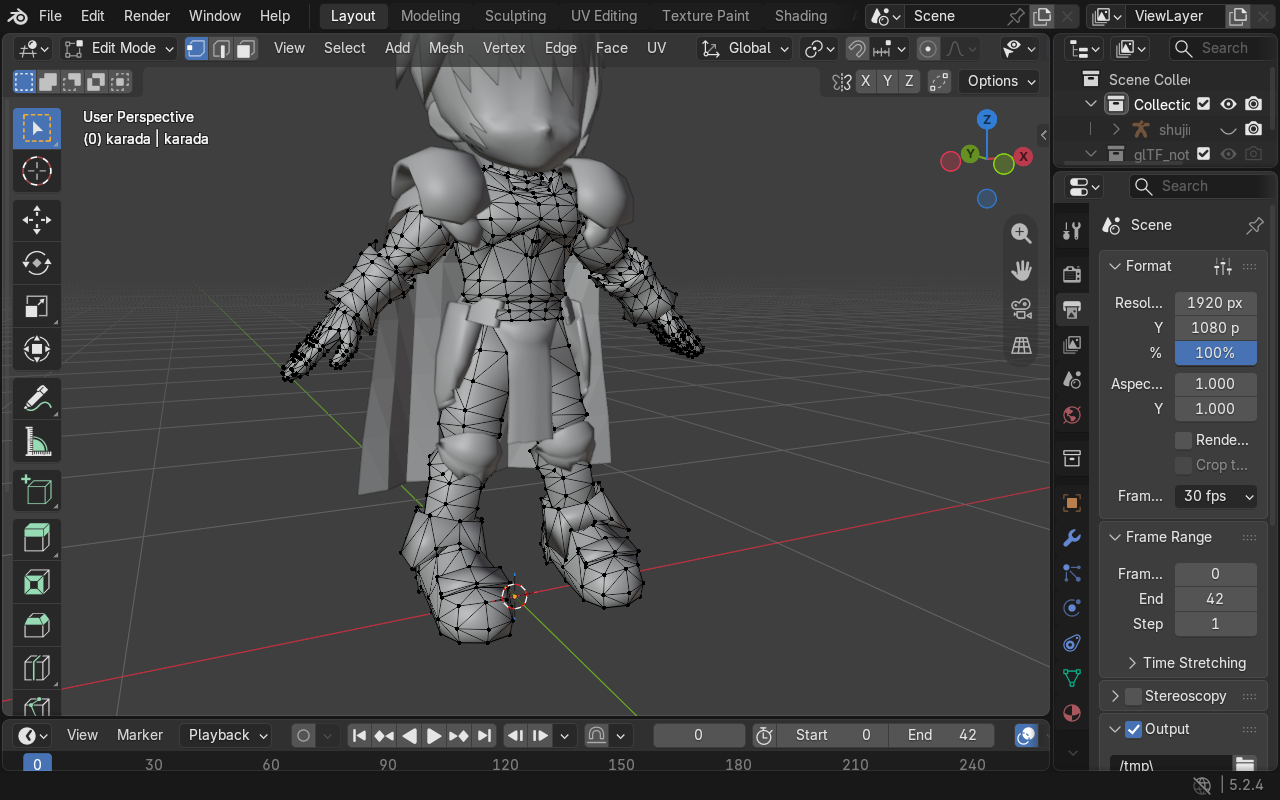 File Edit Render Window Help Layout Modeling Sculpting UV Editing Texture Paint Shading Scene ViewLayer
Edit Mode View Select Add Mesh Vertex Edge Face UV Global Search
X Y Z Options
User Perspective
(0) karada | karada
Z
Y X
Scene Collec
Collectic
shujii
glTF_not
Search
Scene
Format
Resol... 1920 px
Y 1080 p
% 100%
Aspec... 1.000
Y 1.000
Rende...
Crop t...
Fram... 30 fps
Frame Range
Fram... 0
End 42
Step 1
Time Stretching
Stereoscopy
Output
/tmp\
View Marker Playback 0 Start 0 End 42
0 30 60 90 120 150 180 210 240
5.2.4